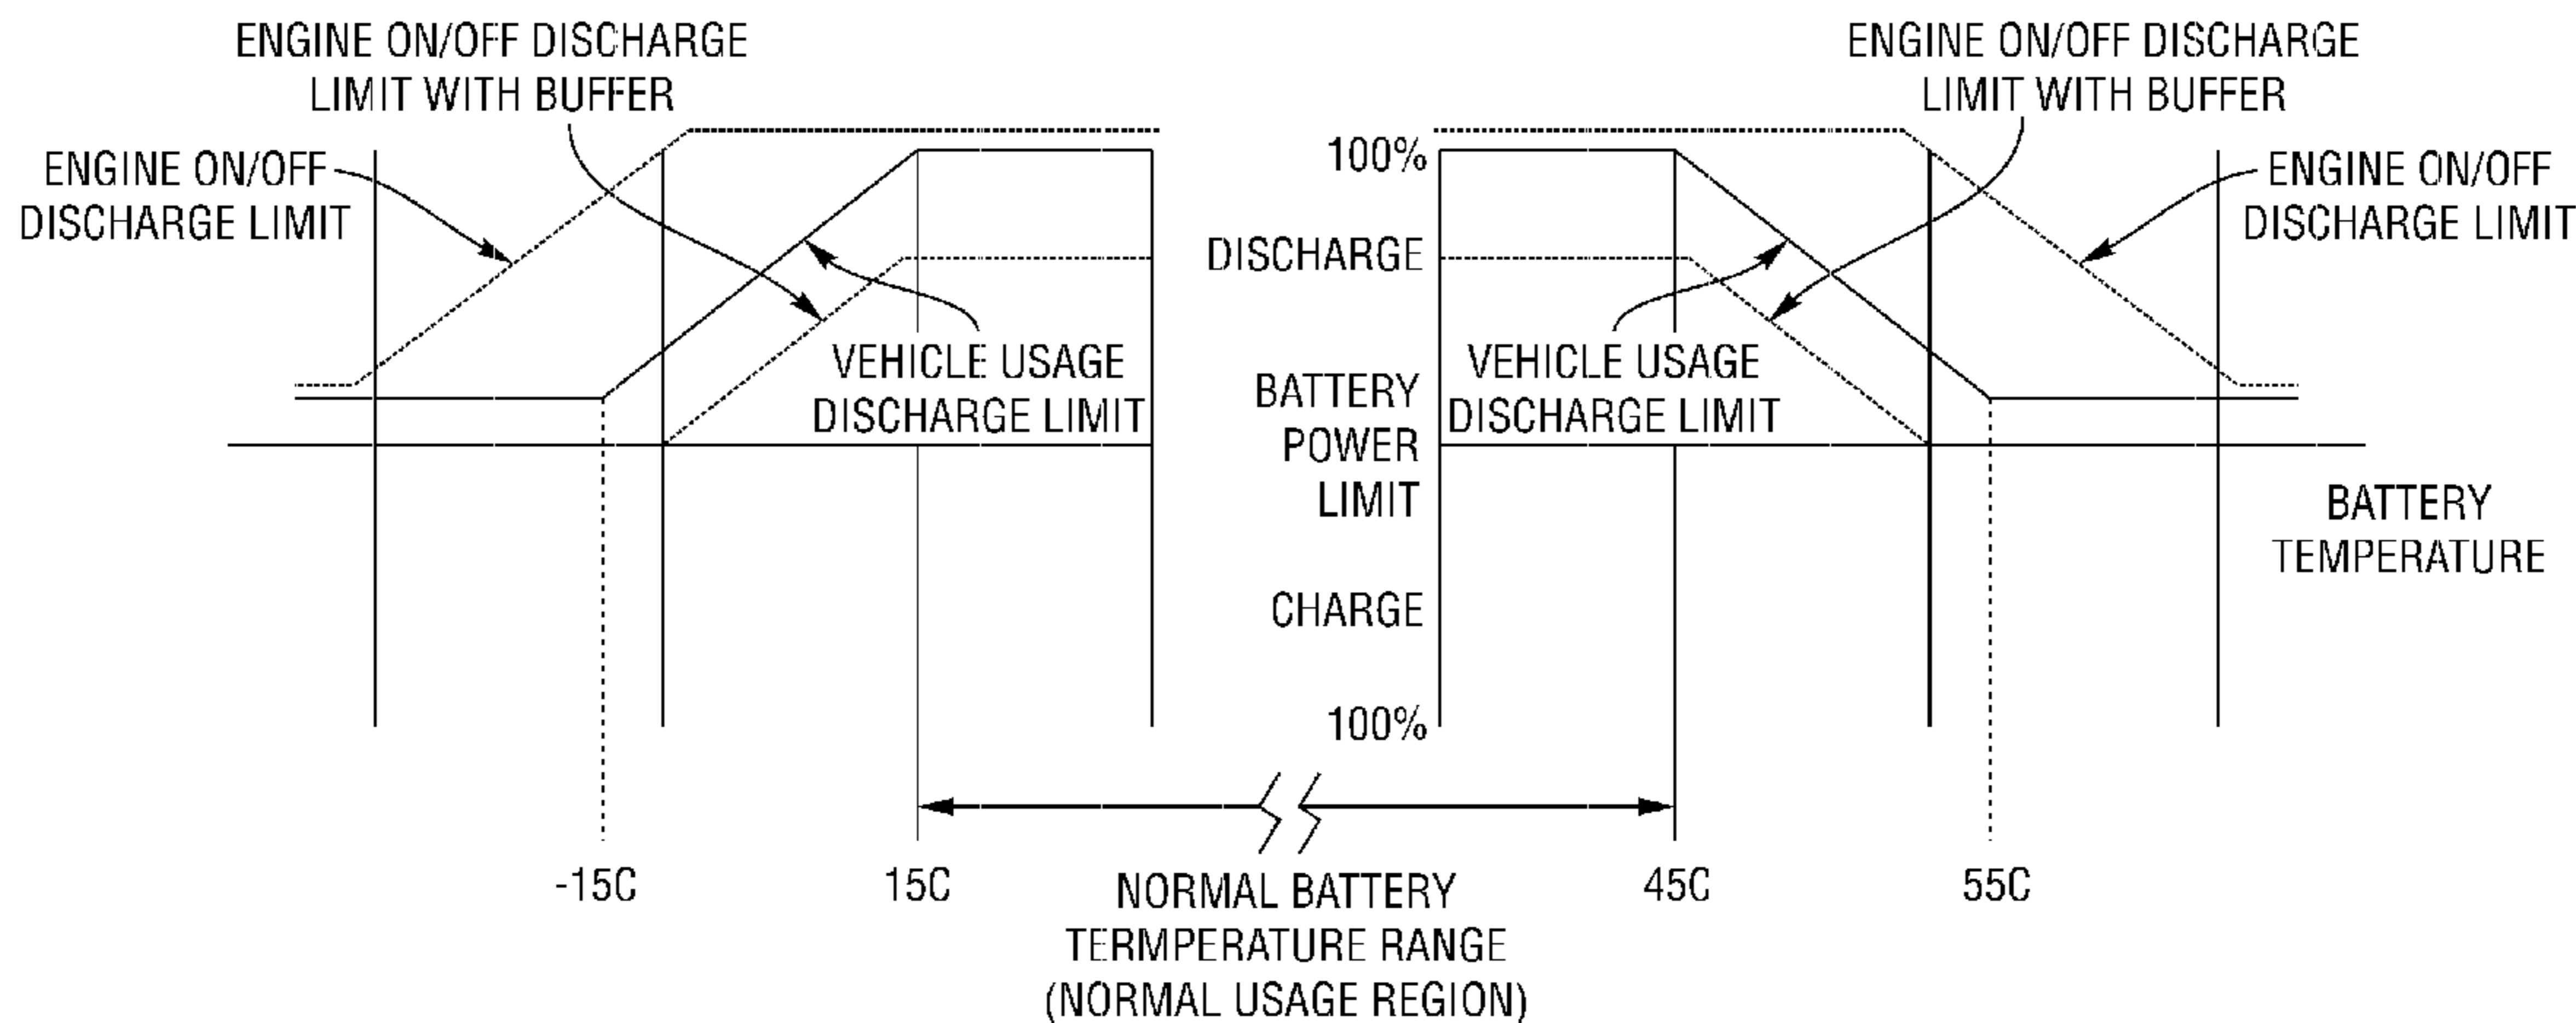 ENGINE ON/OFF DISCHARGE
LIMIT WITH BUFFER
ENGINE ON/OFF
DISCHARGE LIMIT
VEHICLE USAGE
DISCHARGE LIMIT
100%
DISCHARGE
BATTERY
POWER
LIMIT
CHARGE
100%
ENGINE ON/OFF DISCHARGE
LIMIT WITH BUFFER
ENGINE ON/OFF
DISCHARGE LIMIT
VEHICLE USAGE
DISCHARGE LIMIT
BATTERY
TEMPERATURE
-15C
15C
NORMAL BATTERY
TERMPERATURE RANGE
(NORMAL USAGE REGION)
45C
55C